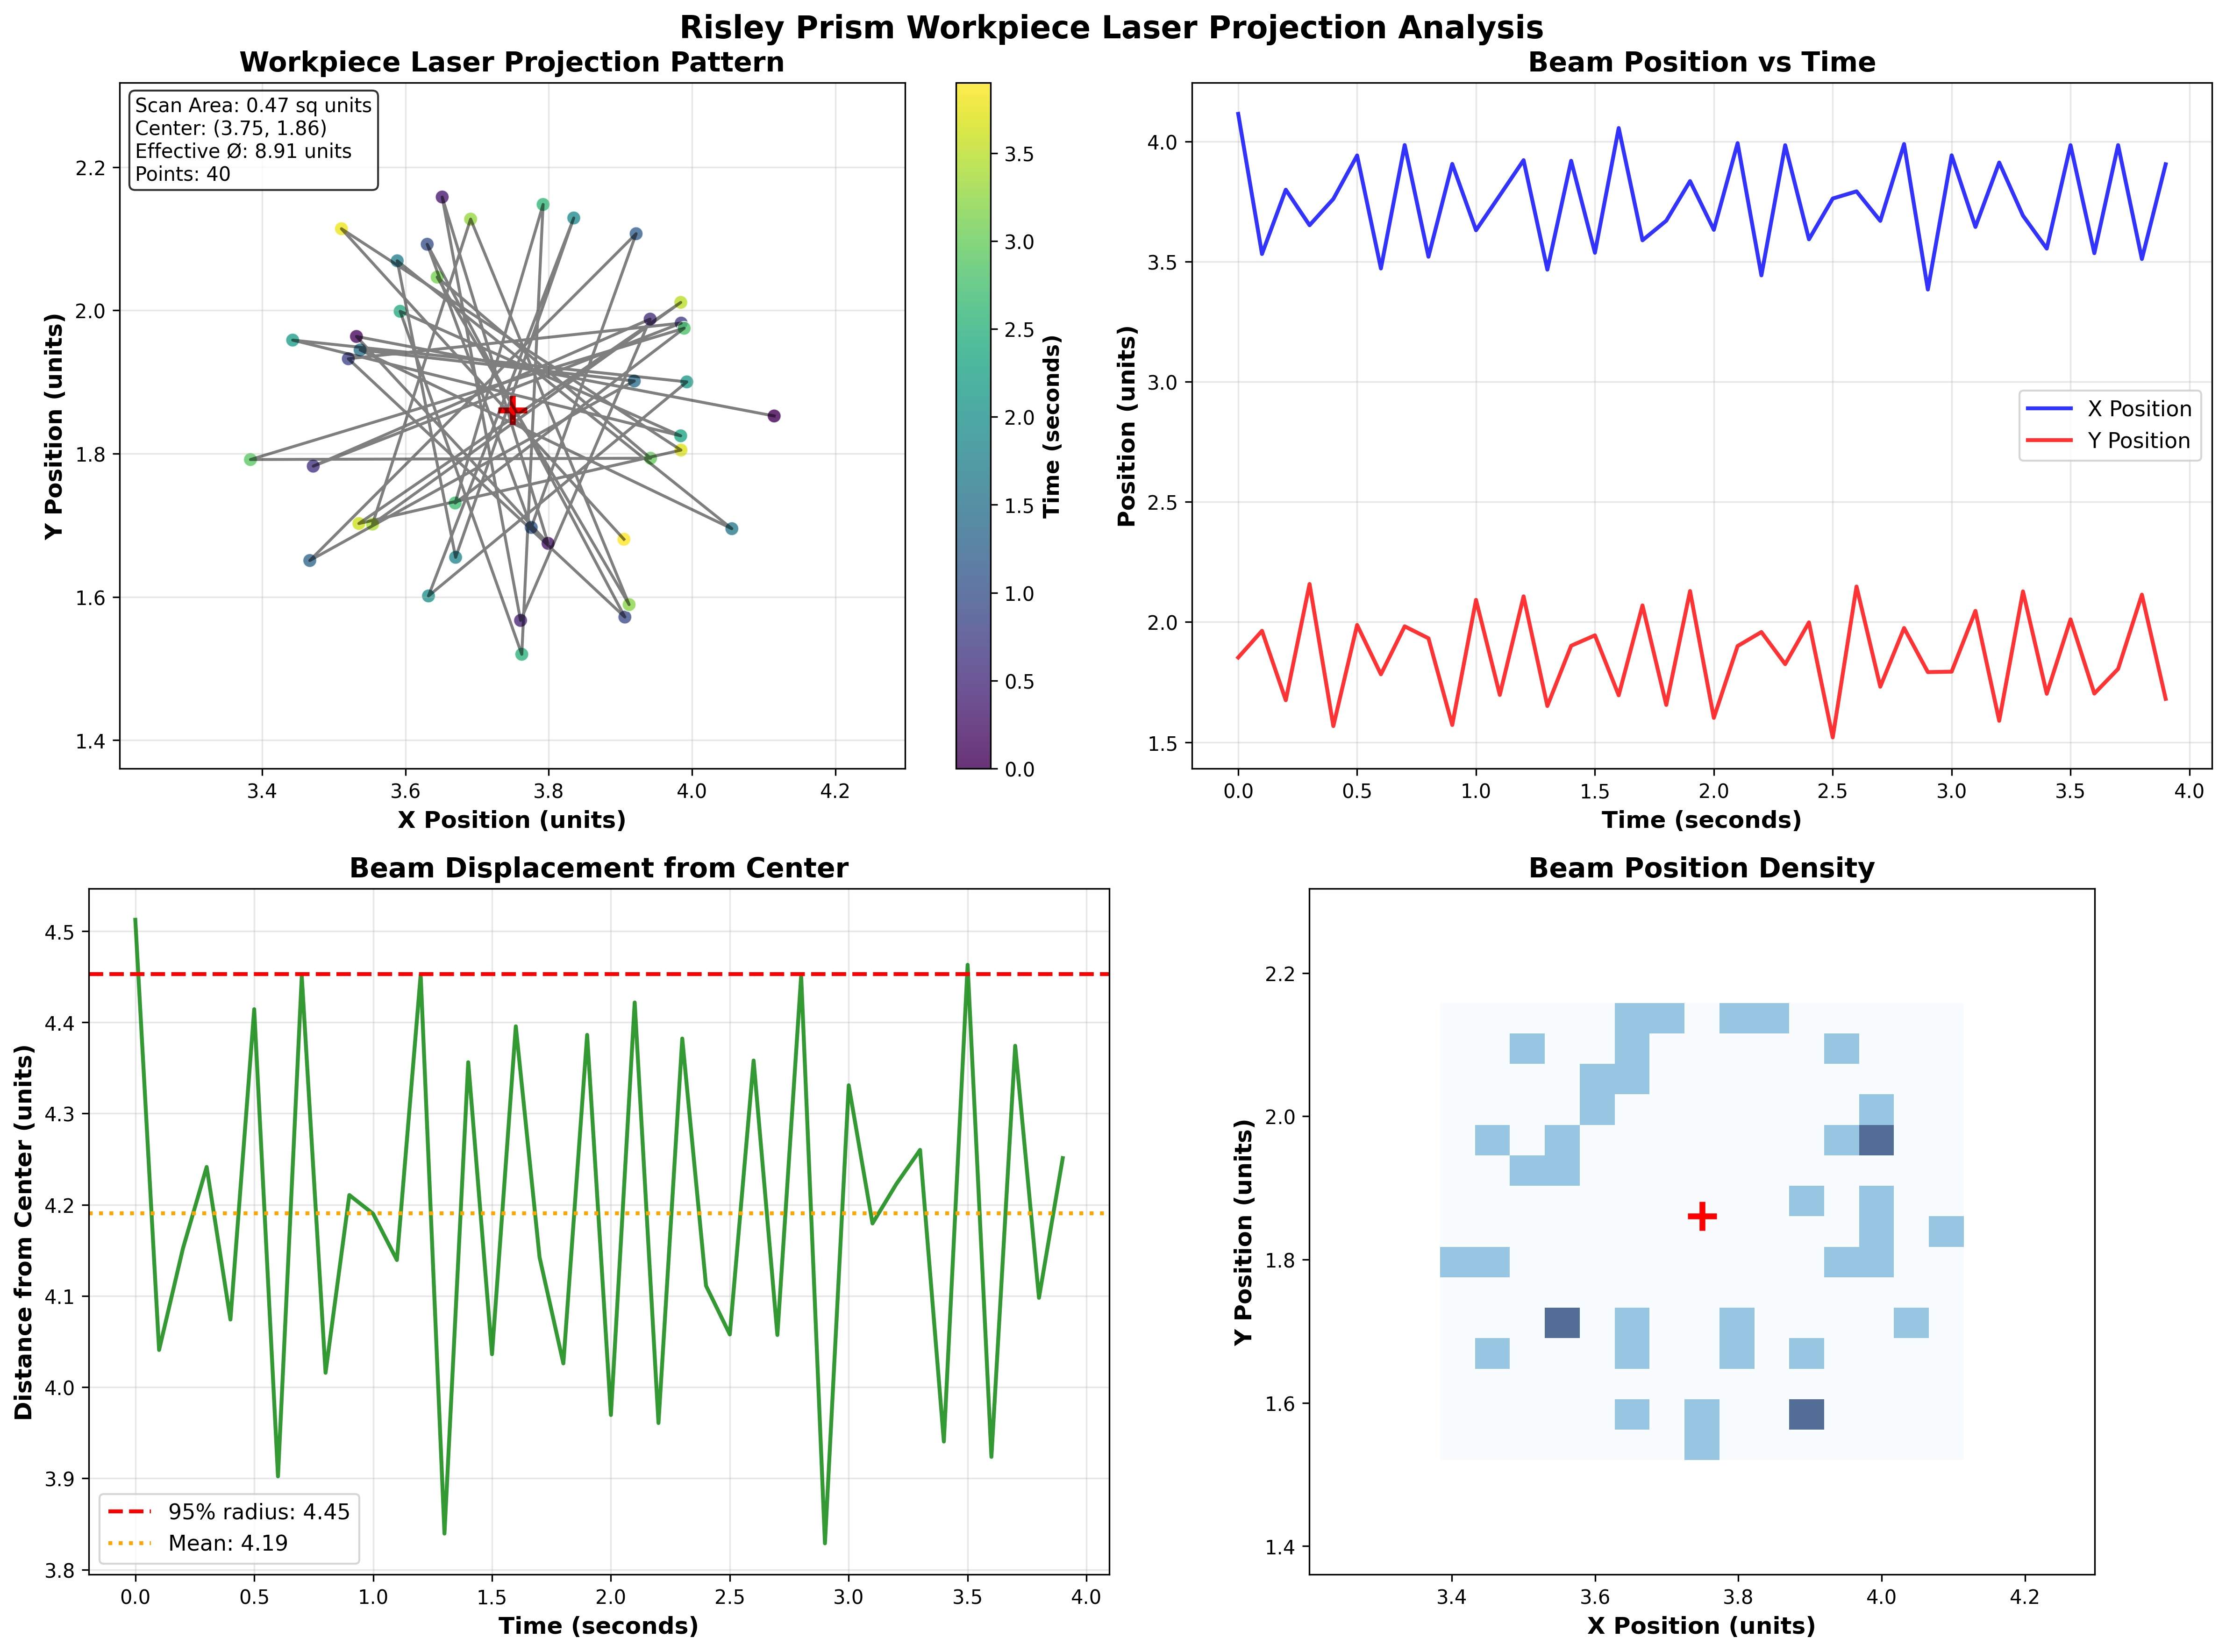 Risley Prism Workpiece Laser Projection Analysis
Workpiece Laser Projection Pattern
Scan Area: 0.47 sq units
Center: (3.75, 1.86)
Effective Ø: 8.91 units
Points: 40
Y Position (units)
2.2
2.0
1.8
1.6
1.4
3.4 3.6 3.8 4.0 4.2
X Position (units)
3.5
3.0
2.5
2.0
1.5
1.0
0.5
0.0
Time (seconds)
Beam Position vs Time
Position (units)
4.0
3.5
3.0
2.5
2.0
1.5
X Position
Y Position
0.0 0.5 1.0 1.5 2.0 2.5 3.0 3.5 4.0
Time (seconds)
Beam Displacement from Center
Distance from Center (units)
4.5
4.4
4.3
4.2
4.1
4.0
3.9
3.8
95% radius: 4.45
Mean: 4.19
0.0 0.5 1.0 1.5 2.0 2.5 3.0 3.5 4.0
Time (seconds)
Beam Position Density
Y Position (units)
2.2
2.0
1.8
1.6
1.4
3.4 3.6 3.8 4.0 4.2
X Position (units)